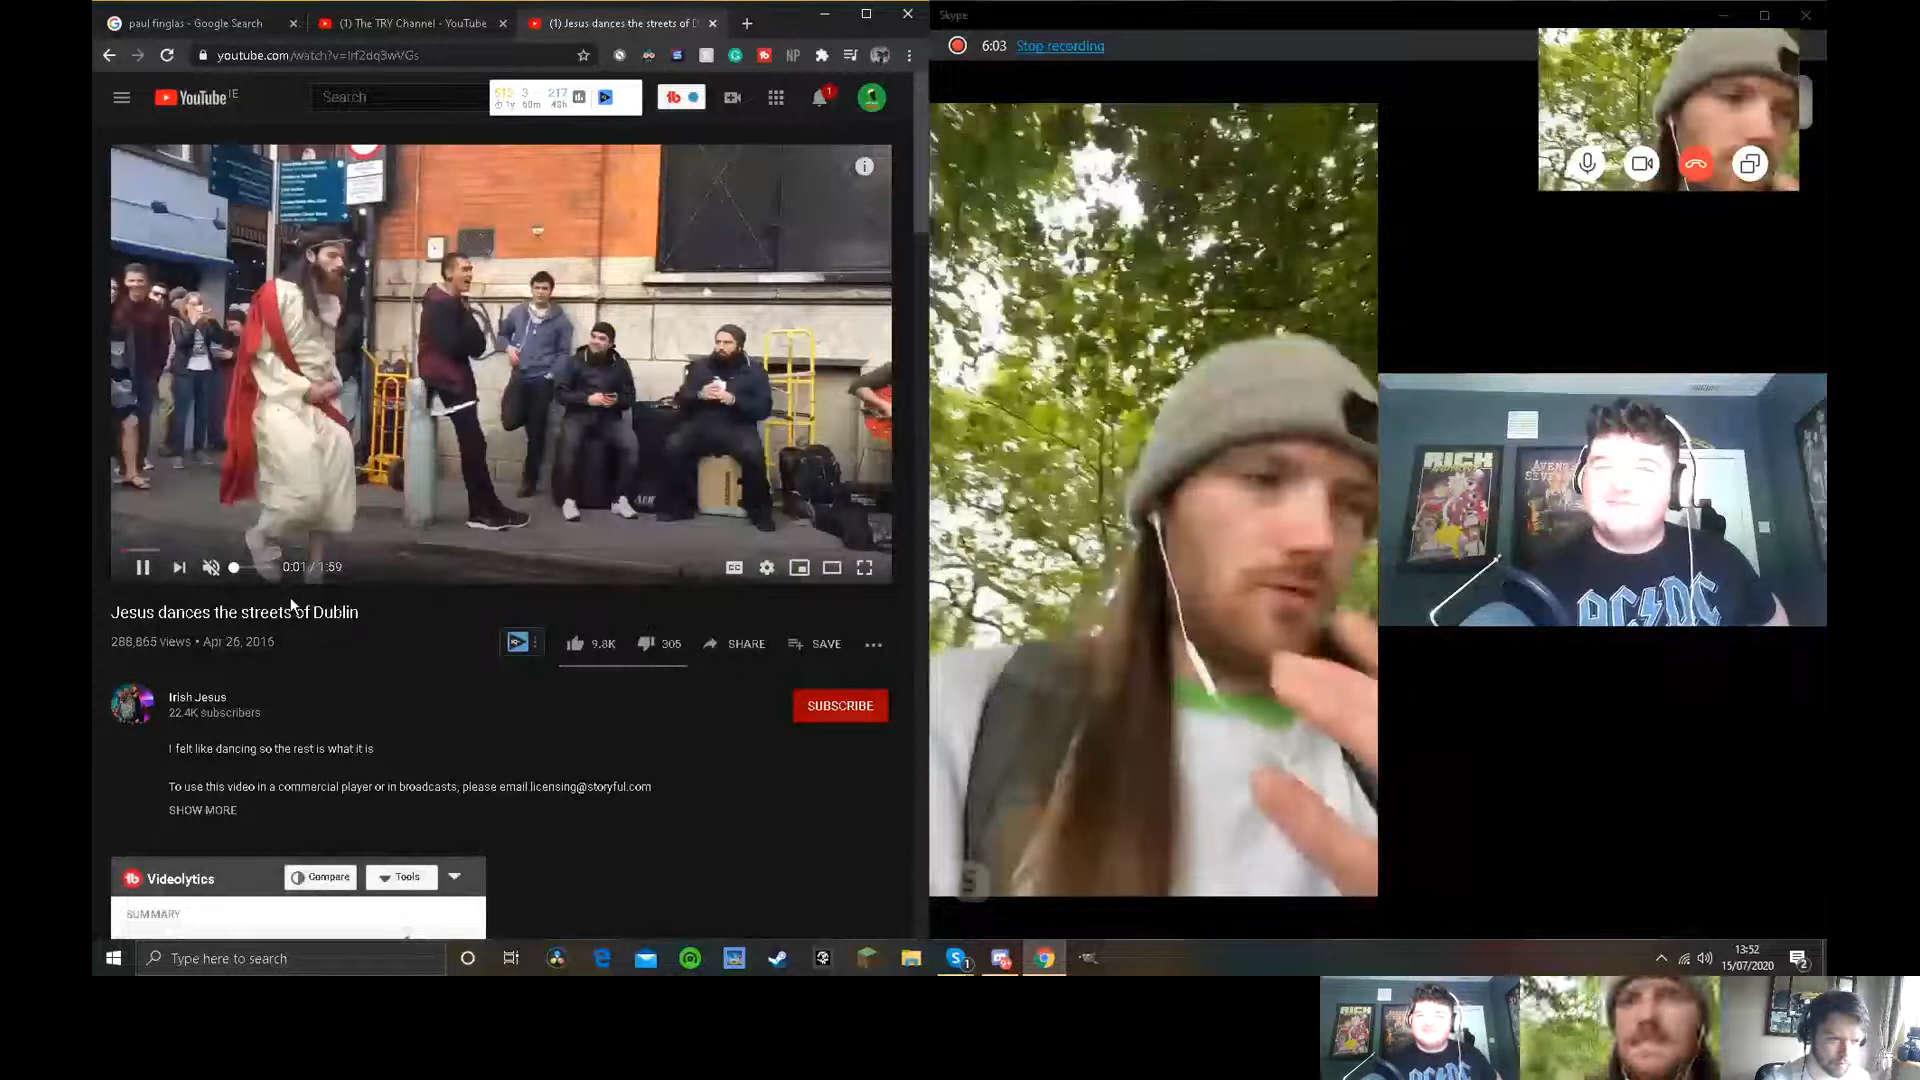 paul finglas - Google Search
(1) The TRY Channel - YouTube
(1) Jesus dances the streets of D
Skype
6:03 Stop recording
YouTube IE
Search
1
0:01 / 1:59
Jesus dances the streets of Dublin
288,865 views • Apr 26, 2016
9.8K
305
SHARE
SAVE
Irish Jesus
22.4K subscribers
SUBSCRIBE
I felt like dancing so the rest is what it is
To use this video in a commercial player or in broadcasts, please email licensing@storyful.com
SHOW MORE
Videolytics
Compare
Tools
SUMMARY
RICH
AC/DC
Type here to search
13:52
15/07/2020
2
RICH